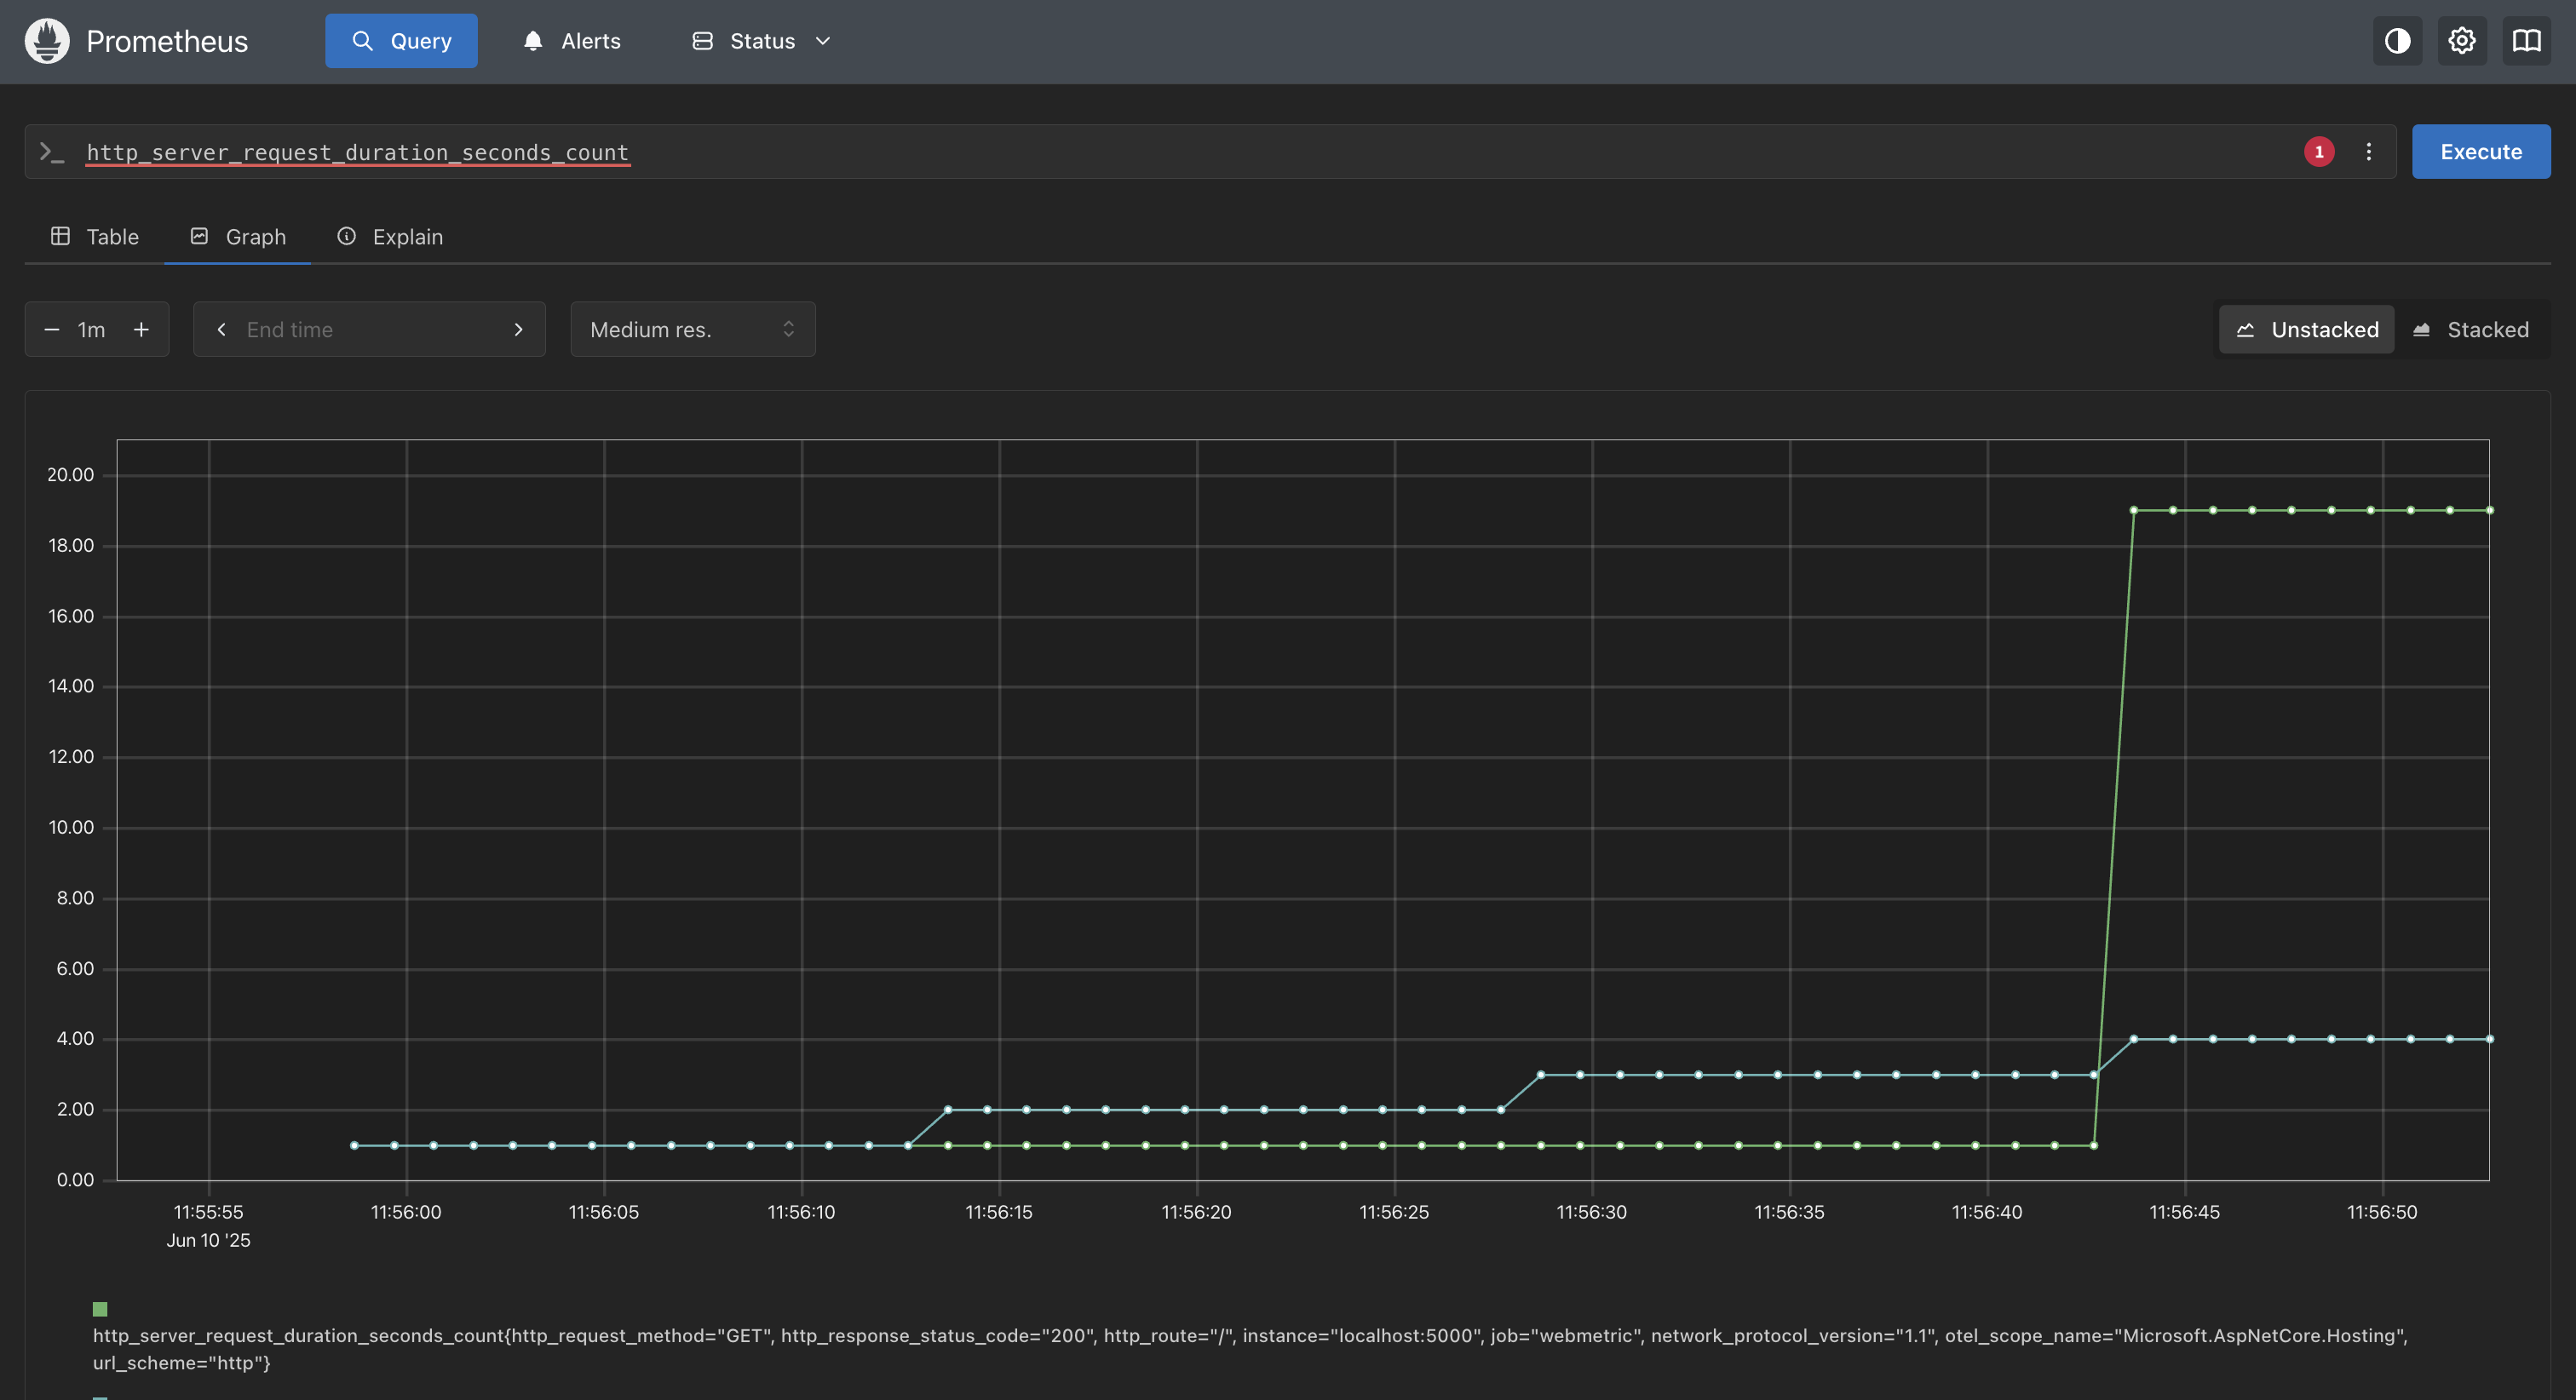 Prometheus
Query
Alerts
Status
http_server_request_duration_seconds_count
1
Execute
Table
Graph
Explain
1m
End time
Medium res.
Unstacked
Stacked
20.00
18.00
16.00
14.00
12.00
10.00
8.00
6.00
4.00
2.00
0.00
11:55:55
11:56:00
11:56:05
11:56:10
11:56:15
11:56:20
11:56:25
11:56:30
11:56:35
11:56:40
11:56:45
11:56:50
Jun 10 '25
http_server_request_duration_seconds_count{http_request_method="GET", http_response_status_code="200", http_route="/", instance="localhost:5000", job="webmetric", network_protocol_version="1.1", otel_scope_name="Microsoft.AspNetCore.Hosting",
url_scheme="http"}